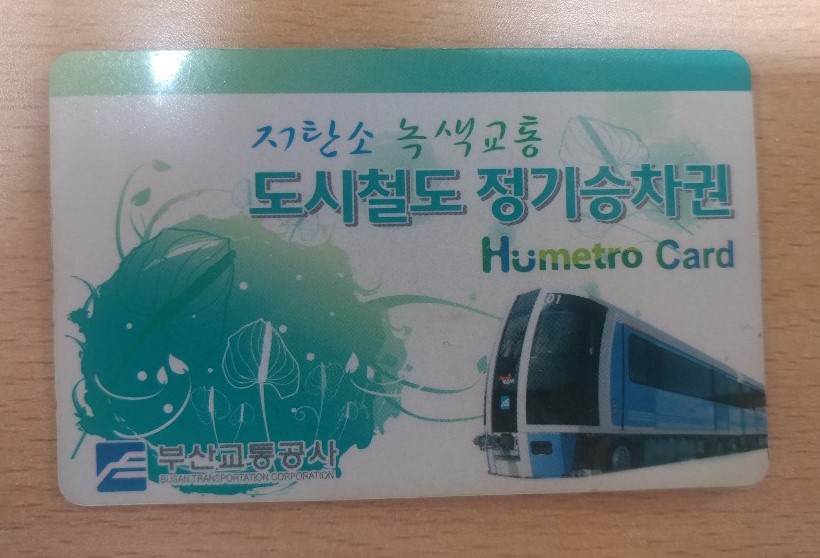 저탄소 녹색교통
도시철도 정기승차권
Humetro Card
01
부산교통공사
BUSAN TRANSPORTATION CORPORATION